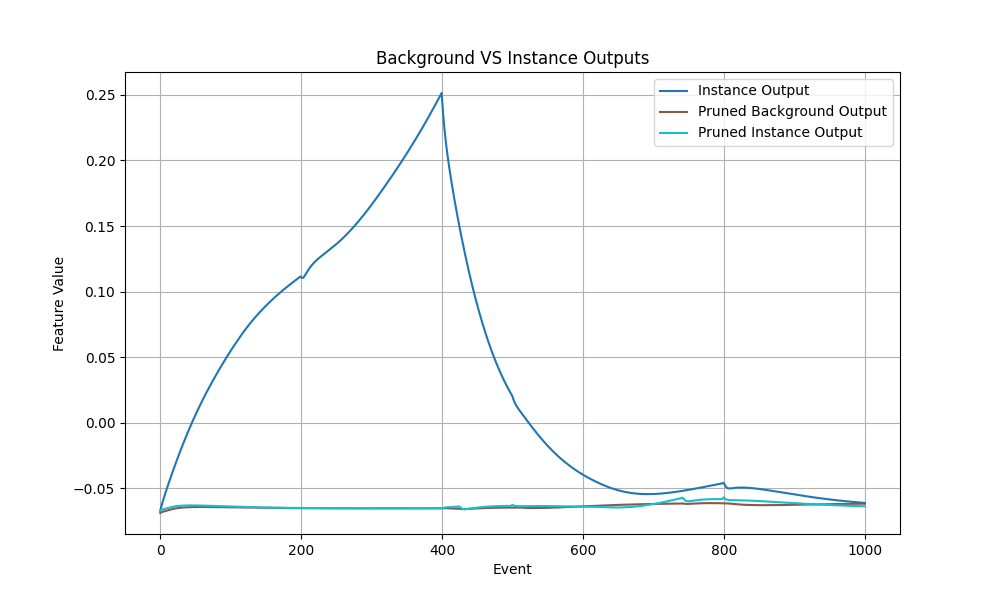 Background VS Instance Outputs
Instance Output
Pruned Background Output
Pruned Instance Output
Feature Value
0.25
0.20
0.15
0.10
0.05
0.00
−0.05
0 200 400 600 800 1000
Event